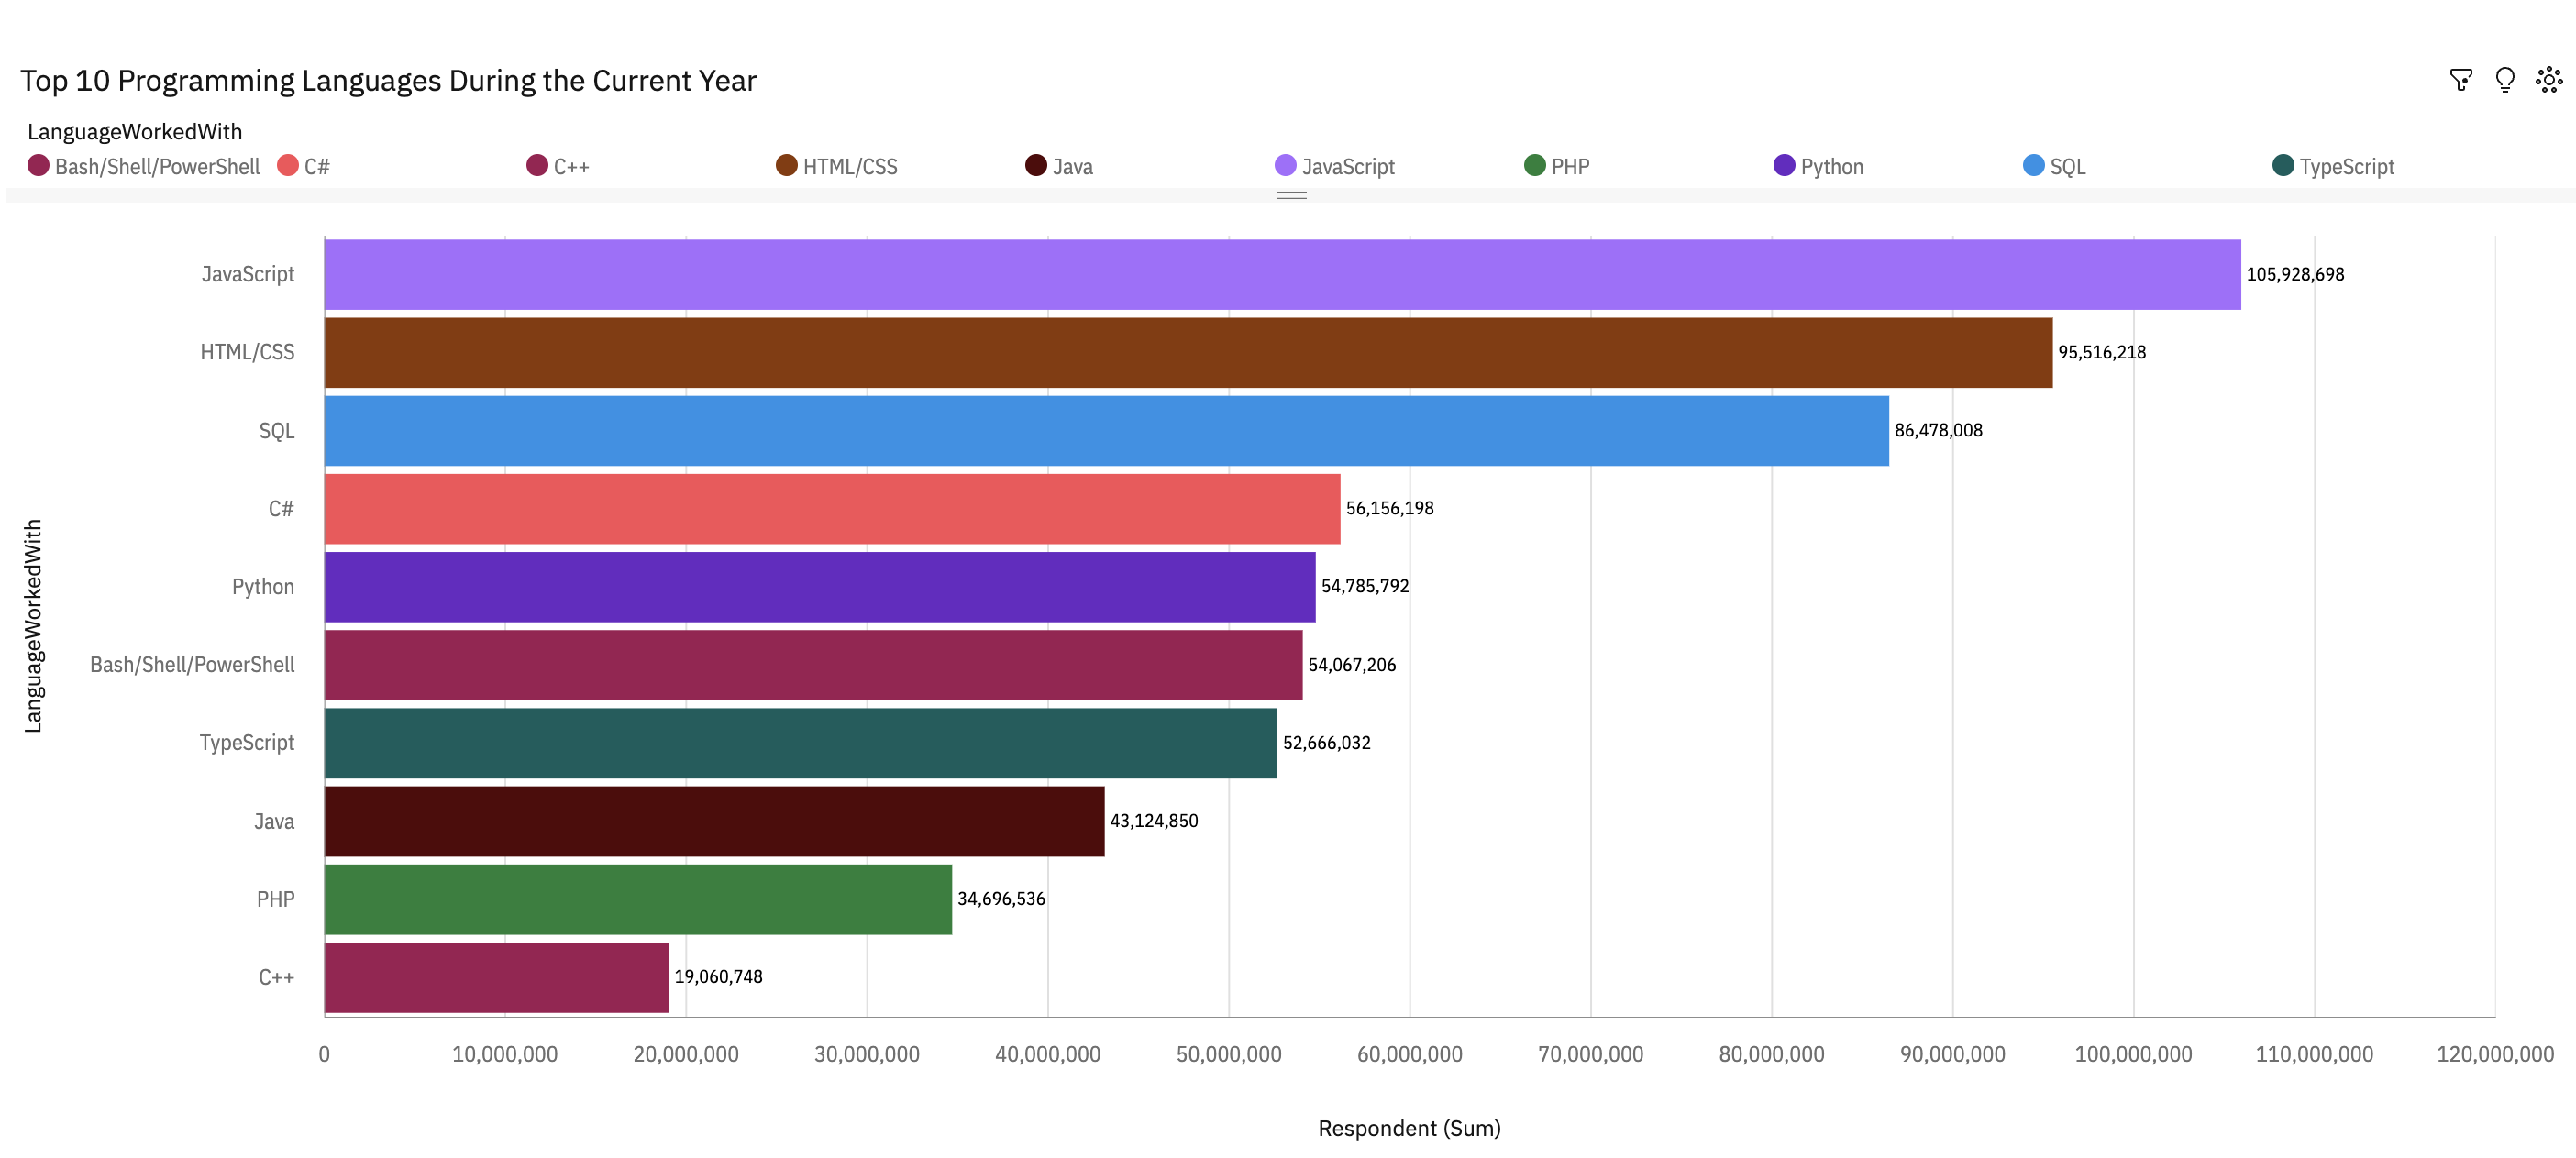 Top 10 Programming Languages During the Current Year
LanguageWorkedWith
Bash/Shell/PowerShell C# C++ HTML/CSS Java JavaScript PHP Python SQL TypeScript
LanguageWorkedWith
JavaScript 105,928,698
HTML/CSS 95,516,218
SQL 86,478,008
C# 56,156,198
Python 54,785,792
Bash/Shell/PowerShell 54,067,206
TypeScript 52,666,032
Java 43,124,850
PHP 34,696,536
C++ 19,060,748
0 10,000,000 20,000,000 30,000,000 40,000,000 50,000,000 60,000,000 70,000,000 80,000,000 90,000,000 100,000,000 110,000,000 120,000,000
Respondent (Sum)